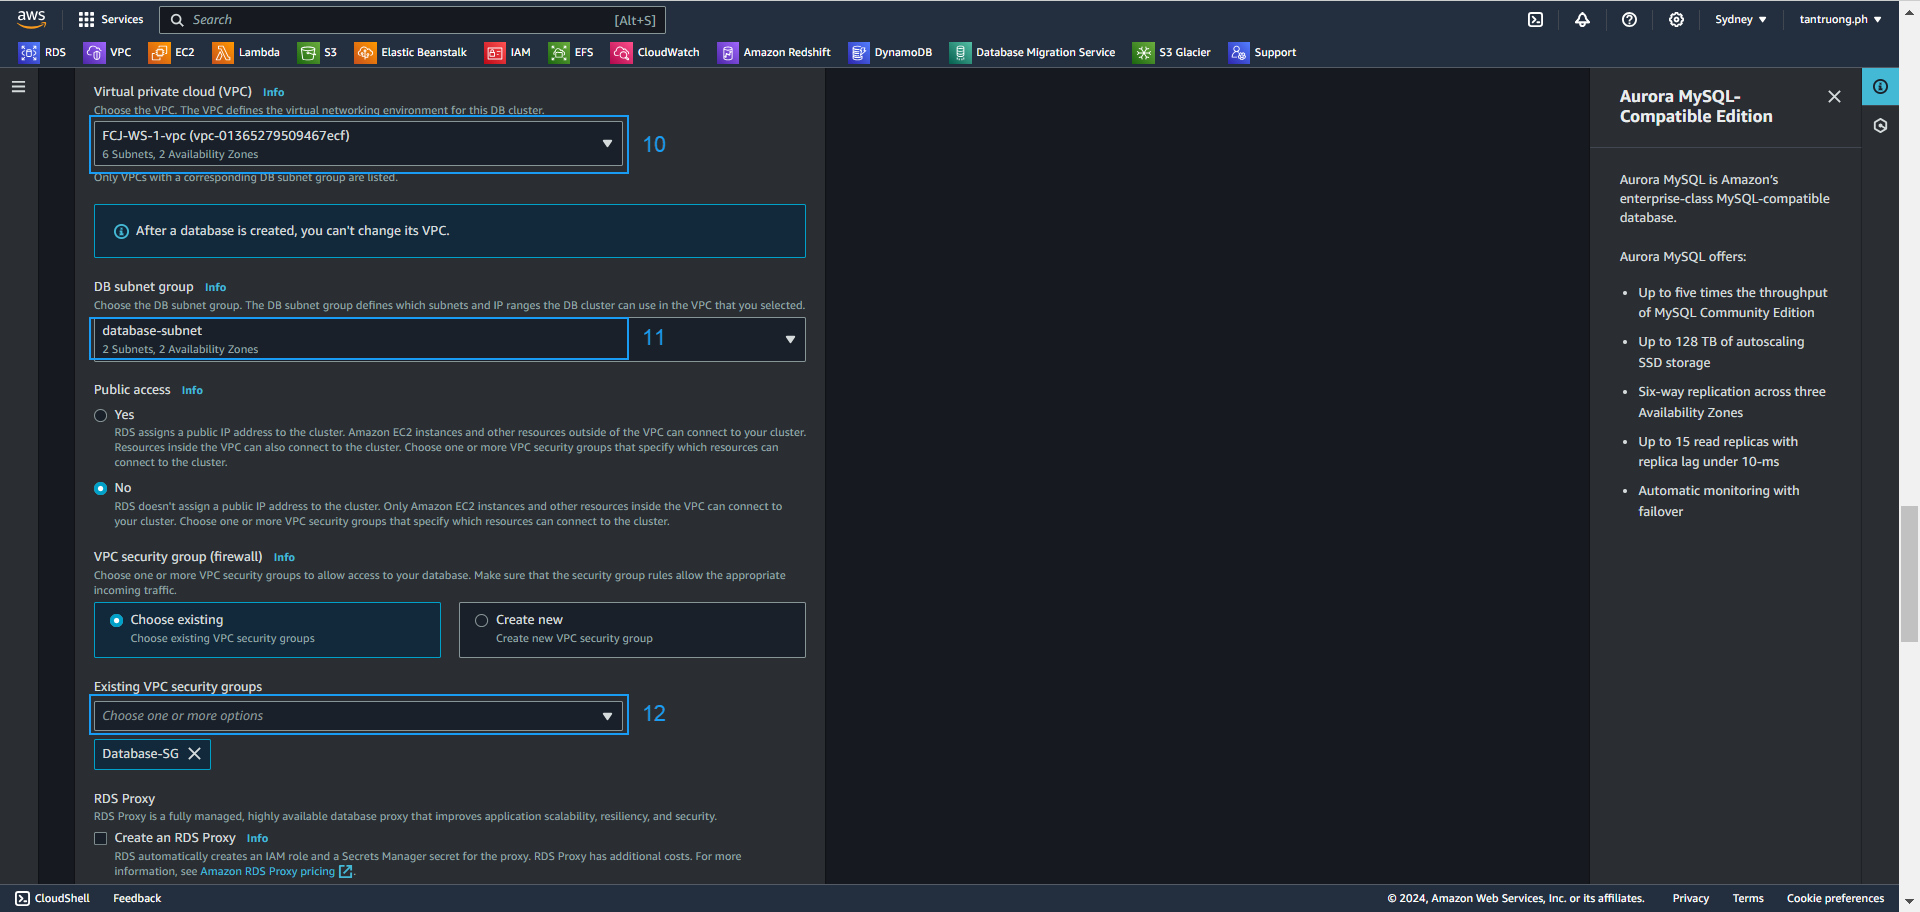 aws
Services
Search
[Alt+S]
Sydney
tantruong.ph
RDS
VPC
EC2
Lambda
S3
Elastic Beanstalk
IAM
EFS
CloudWatch
Amazon Redshift
DynamoDB
Database Migration Service
S3 Glacier
Support
Virtual private cloud (VPC) Info
Choose the VPC. The VPC defines the virtual networking environment for this DB cluster.
FCJ-WS-1-vpc (vpc-01365279509467ecf)
6 Subnets, 2 Availability Zones
10
Only VPCs with a corresponding DB subnet group are listed.
After a database is created, you can't change its VPC.
DB subnet group Info
Choose the DB subnet group. The DB subnet group defines which subnets and IP ranges the DB cluster can use in the VPC that you selected.
database-subnet
2 Subnets, 2 Availability Zones
11
Public access Info
Yes
RDS assigns a public IP address to the cluster. Amazon EC2 instances and other resources outside of the VPC can connect to your cluster.
Resources inside the VPC can also connect to the cluster. Choose one or more VPC security groups that specify which resources can
connect to the cluster.
No
RDS doesn't assign a public IP address to the cluster. Only Amazon EC2 instances and other resources inside the VPC can connect to
your cluster. Choose one or more VPC security groups that specify which resources can connect to the cluster.
VPC security group (firewall) Info
Choose one or more VPC security groups to allow access to your database. Make sure that the security group rules allow the appropriate
incoming traffic.
Choose existing
Choose existing VPC security groups
Create new
Create new VPC security group
Existing VPC security groups
Choose one or more options
12
Database-SG
RDS Proxy
RDS Proxy is a fully managed, highly available database proxy that improves application scalability, resiliency, and security.
Create an RDS Proxy Info
RDS automatically creates an IAM role and a Secrets Manager secret for the proxy. RDS Proxy has additional costs. For more
information, see Amazon RDS Proxy pricing.
Aurora MySQL-
Compatible Edition
Aurora MySQL is Amazon's
enterprise-class MySQL-compatible
database.
Aurora MySQL offers:
• Up to five times the throughput
of MySQL Community Edition
• Up to 128 TB of autoscaling
SSD storage
• Six-way replication across three
Availability Zones
• Up to 15 read replicas with
replica lag under 10-ms
• Automatic monitoring with
failover
CloudShell
Feedback
© 2024, Amazon Web Services, Inc. or its affiliates.
Privacy
Terms
Cookie preferences